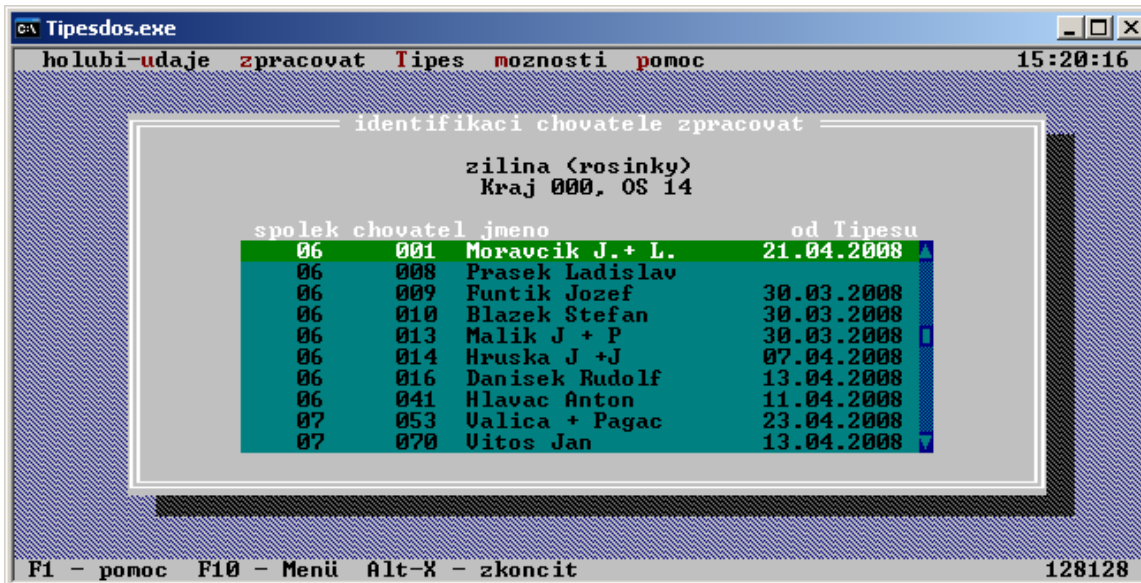 Tipesdos.exe
holubi-udaje zpracovat Tipes moznosti pomoc 15:20:16
identifikaci chovatele zpracovat
zilina (rosinky)
Kraj 000, OS 14
spolek chovatel jmeno od Tipesu
06 001 Moravcik J.+ L. 21.04.2008
06 008 Prasek Ladislav
06 009 Funtik Jozef 30.03.2008
06 010 Blazek Stefan 30.03.2008
06 013 Malik J + P 30.03.2008
06 014 Hruska J +J 07.04.2008
06 016 Danisek Rudolf 13.04.2008
06 041 Hlavac Anton 11.04.2008
07 053 Valica + Pagac 23.04.2008
07 070 Vitos Jan 13.04.2008
F1 - pomoc F10 - Menü Alt-X - zkoncit 128128